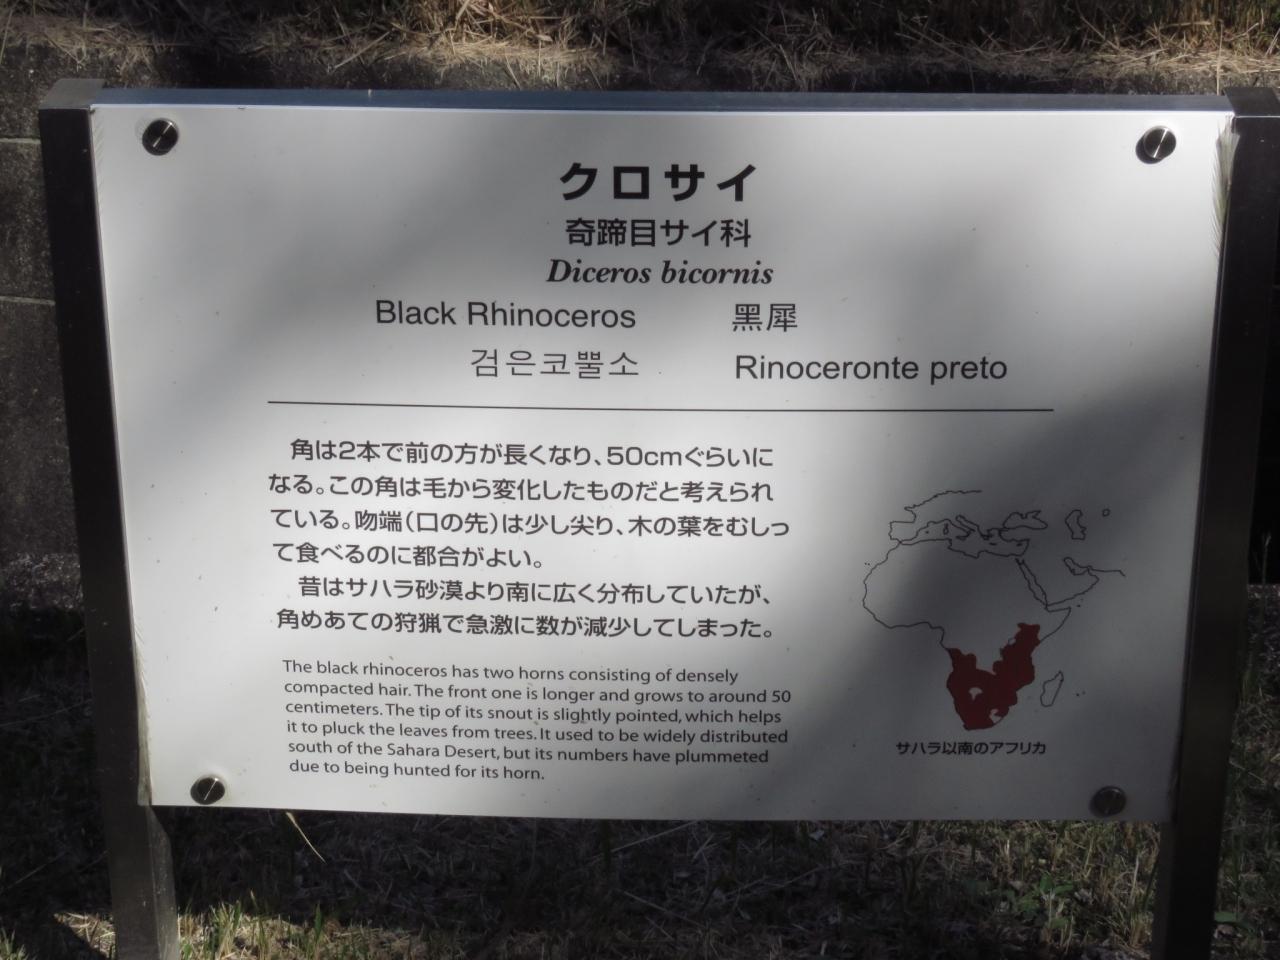 クロサイ
奇蹄目サイ科
Diceros bicornis
Black Rhinoceros 黑犀
검은코뿔소 Rinoceronte preto
角は2本で前の方が長くなり、50cmぐらいに
なる。この角は毛から変化したものだと考えられ
ている。吻端(口の先)は少し尖り、木の葉をむしっ
て食べるのに都合がよい。
昔はサハラ砂漠より南に広く分布していたが、
角めあての狩猟で急激に数が減少してしまった。
The black rhinoceros has two horns consisting of densely
compacted hair. The front one is longer and grows to around 50
centimeters. The tip of its snout is slightly pointed, which helps
it to pluck the leaves from trees. It used to be widely distributed
south of the Sahara Desert, but its numbers have plummeted
due to being hunted for its horn.
サハラ以南のアフリカ